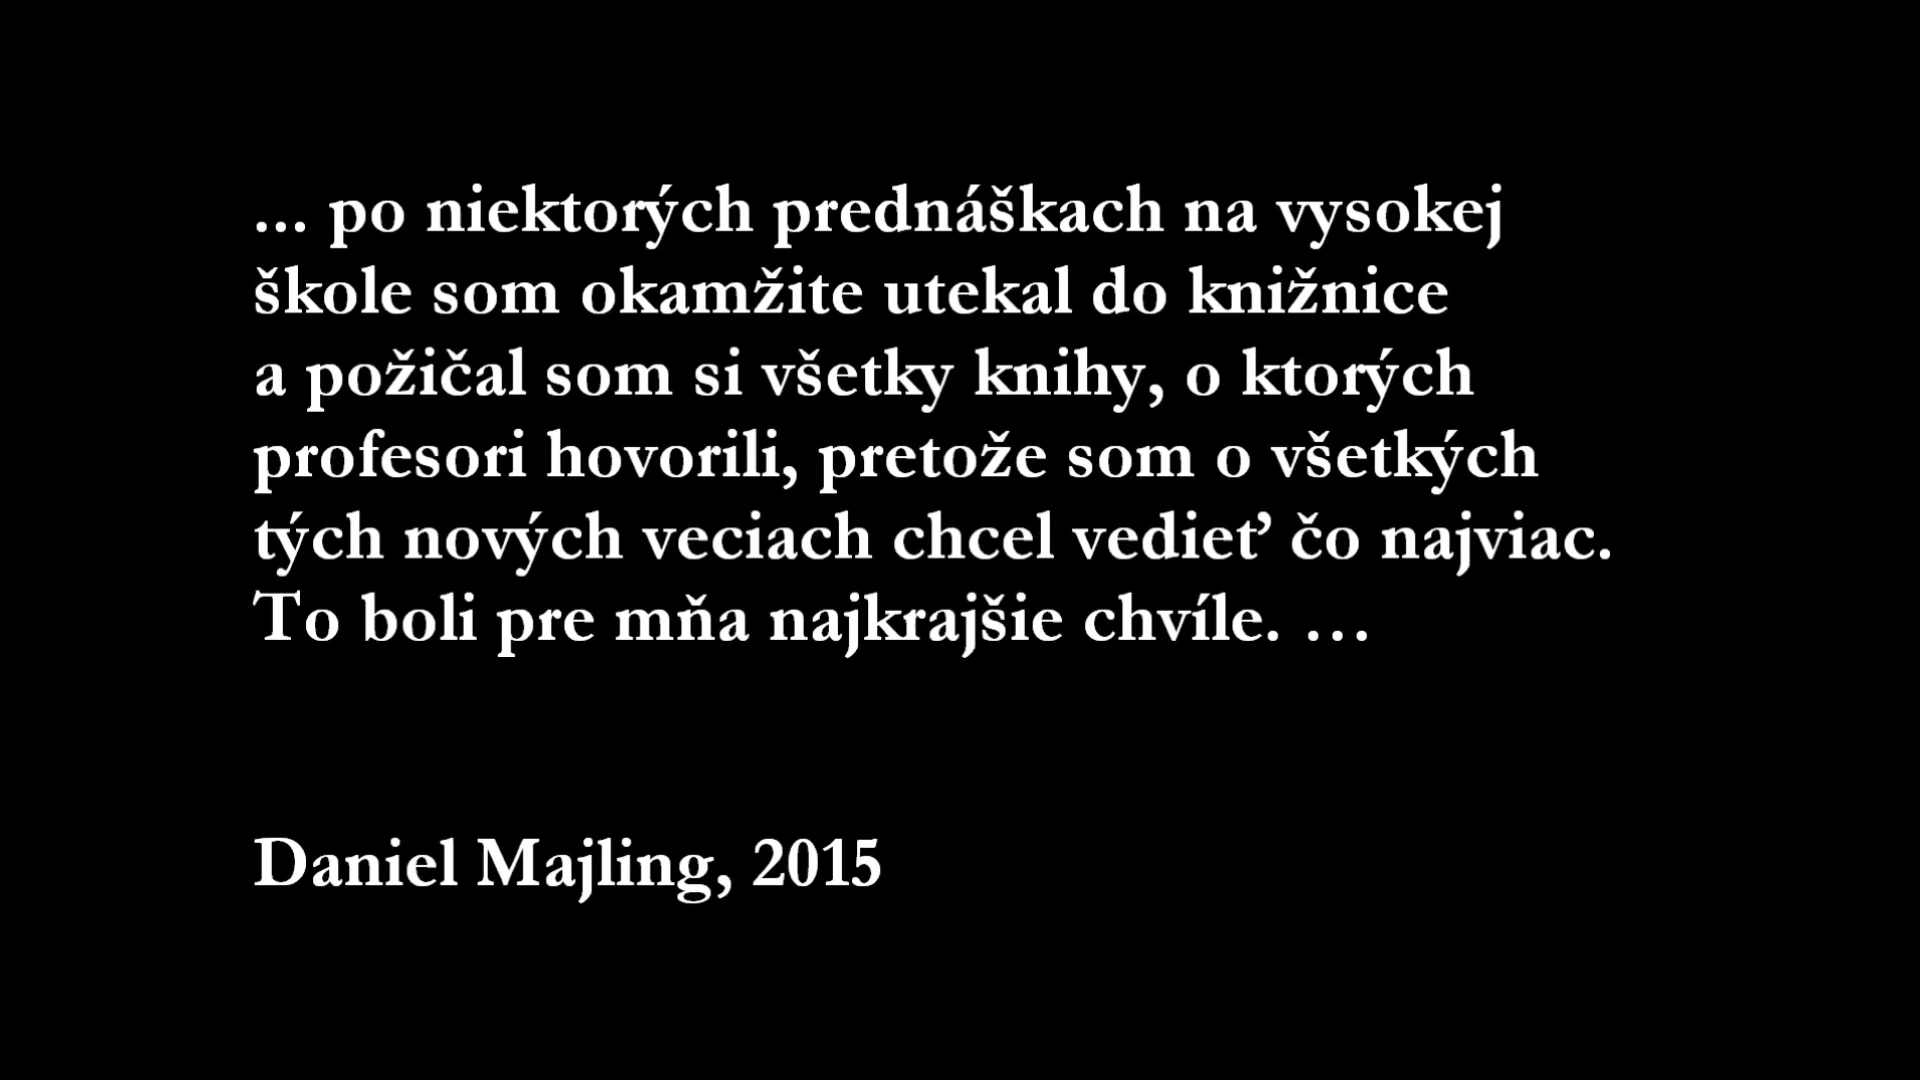 ... po niektorých prednáškach na vysokej
škole som okamžite utekal do knižnice
a požičal som si všetky knihy, o ktorých
profesori hovorili, pretože som o všetkých
tých nových veciach chcel vedieť čo najviac.
To boli pre mňa najkrajšie chvíle. …
Daniel Majling, 2015